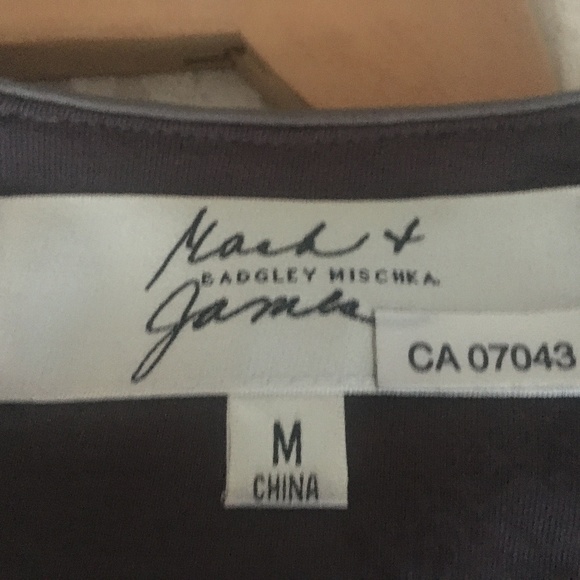 Mark +
BADGLEY MISCHKA
James
CA 07043
M
CHINA